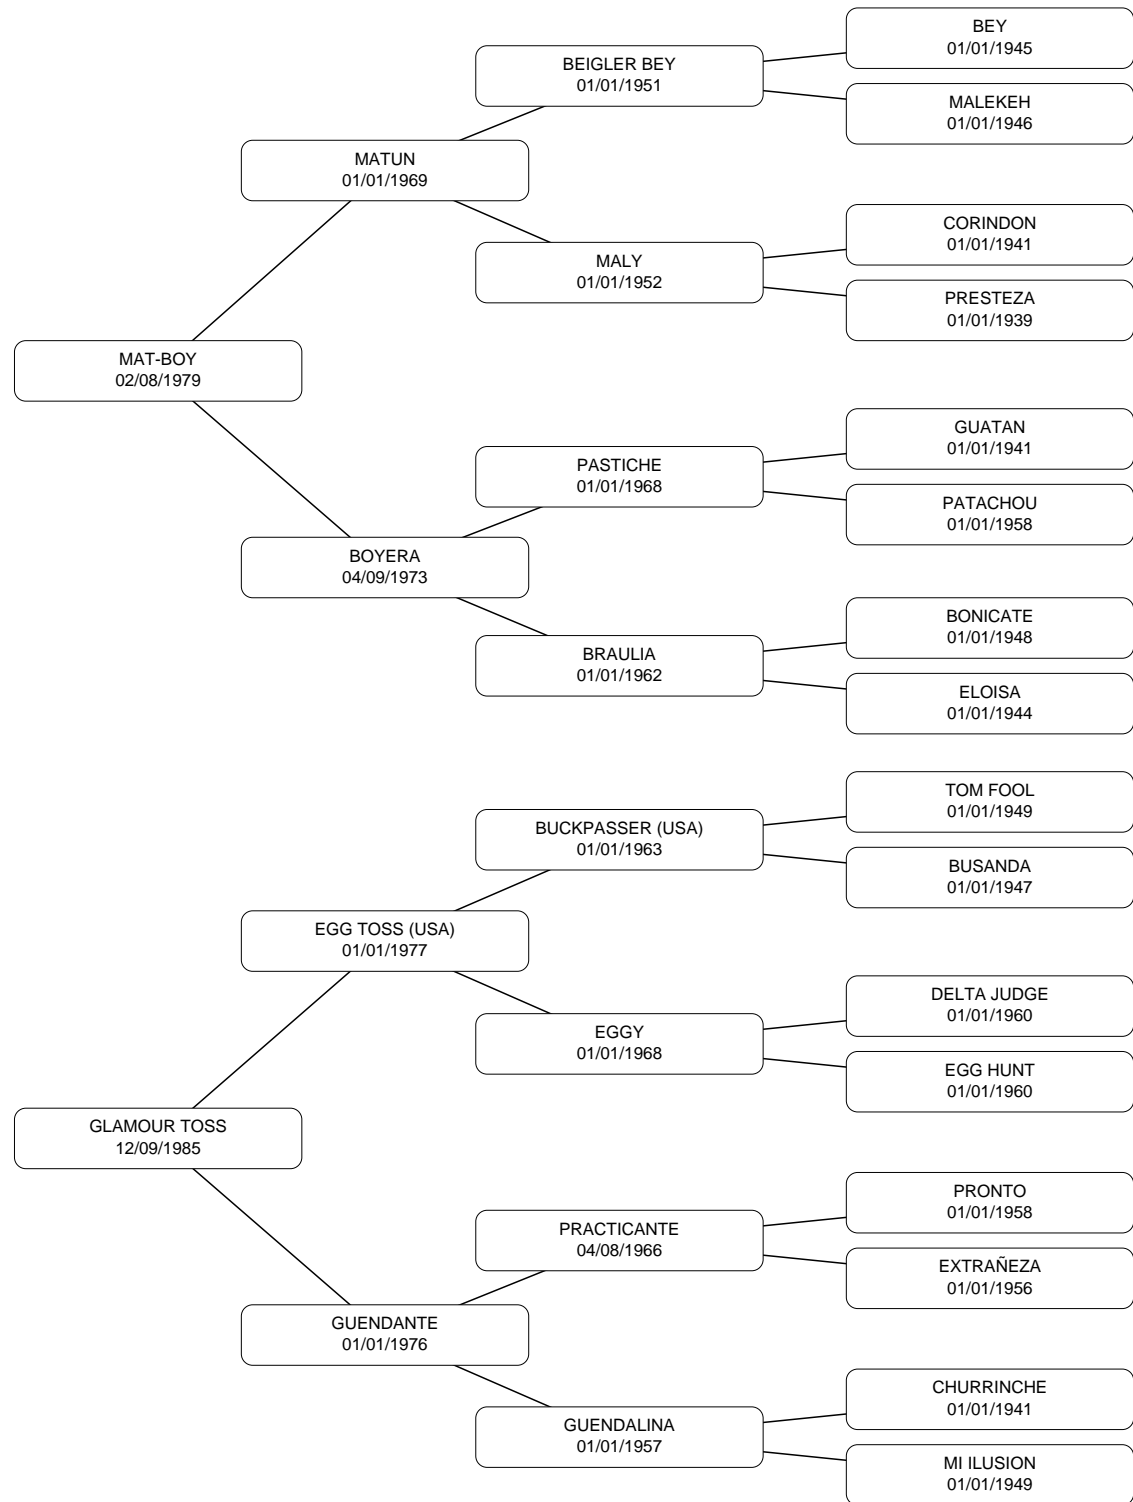 BEY
01/01/1945
BEIGLER BEY
01/01/1951
MALEKEH
01/01/1946
MATUN
01/01/1969
CORINDON
01/01/1941
MALY
01/01/1952
PRESTEZA
01/01/1939
MAT-BOY
02/08/1979
GUATAN
01/01/1941
PASTICHE
01/01/1968
PATACHOU
01/01/1958
BOYERA
04/09/1973
BONICATE
01/01/1948
BRAULIA
01/01/1962
ELOISA
01/01/1944
TOM FOOL
01/01/1949
BUCKPASSER (USA)
01/01/1963
BUSANDA
01/01/1947
EGG TOSS (USA)
01/01/1977
DELTA JUDGE
01/01/1960
EGGY
01/01/1968
EGG HUNT
01/01/1960
GLAMOUR TOSS
12/09/1985
PRONTO
01/01/1958
PRACTICANTE
04/08/1966
EXTRAÑEZA
01/01/1956
GUENDANTE
01/01/1976
CHURRINCHE
01/01/1941
GUENDALINA
01/01/1957
MI ILUSION
01/01/1949